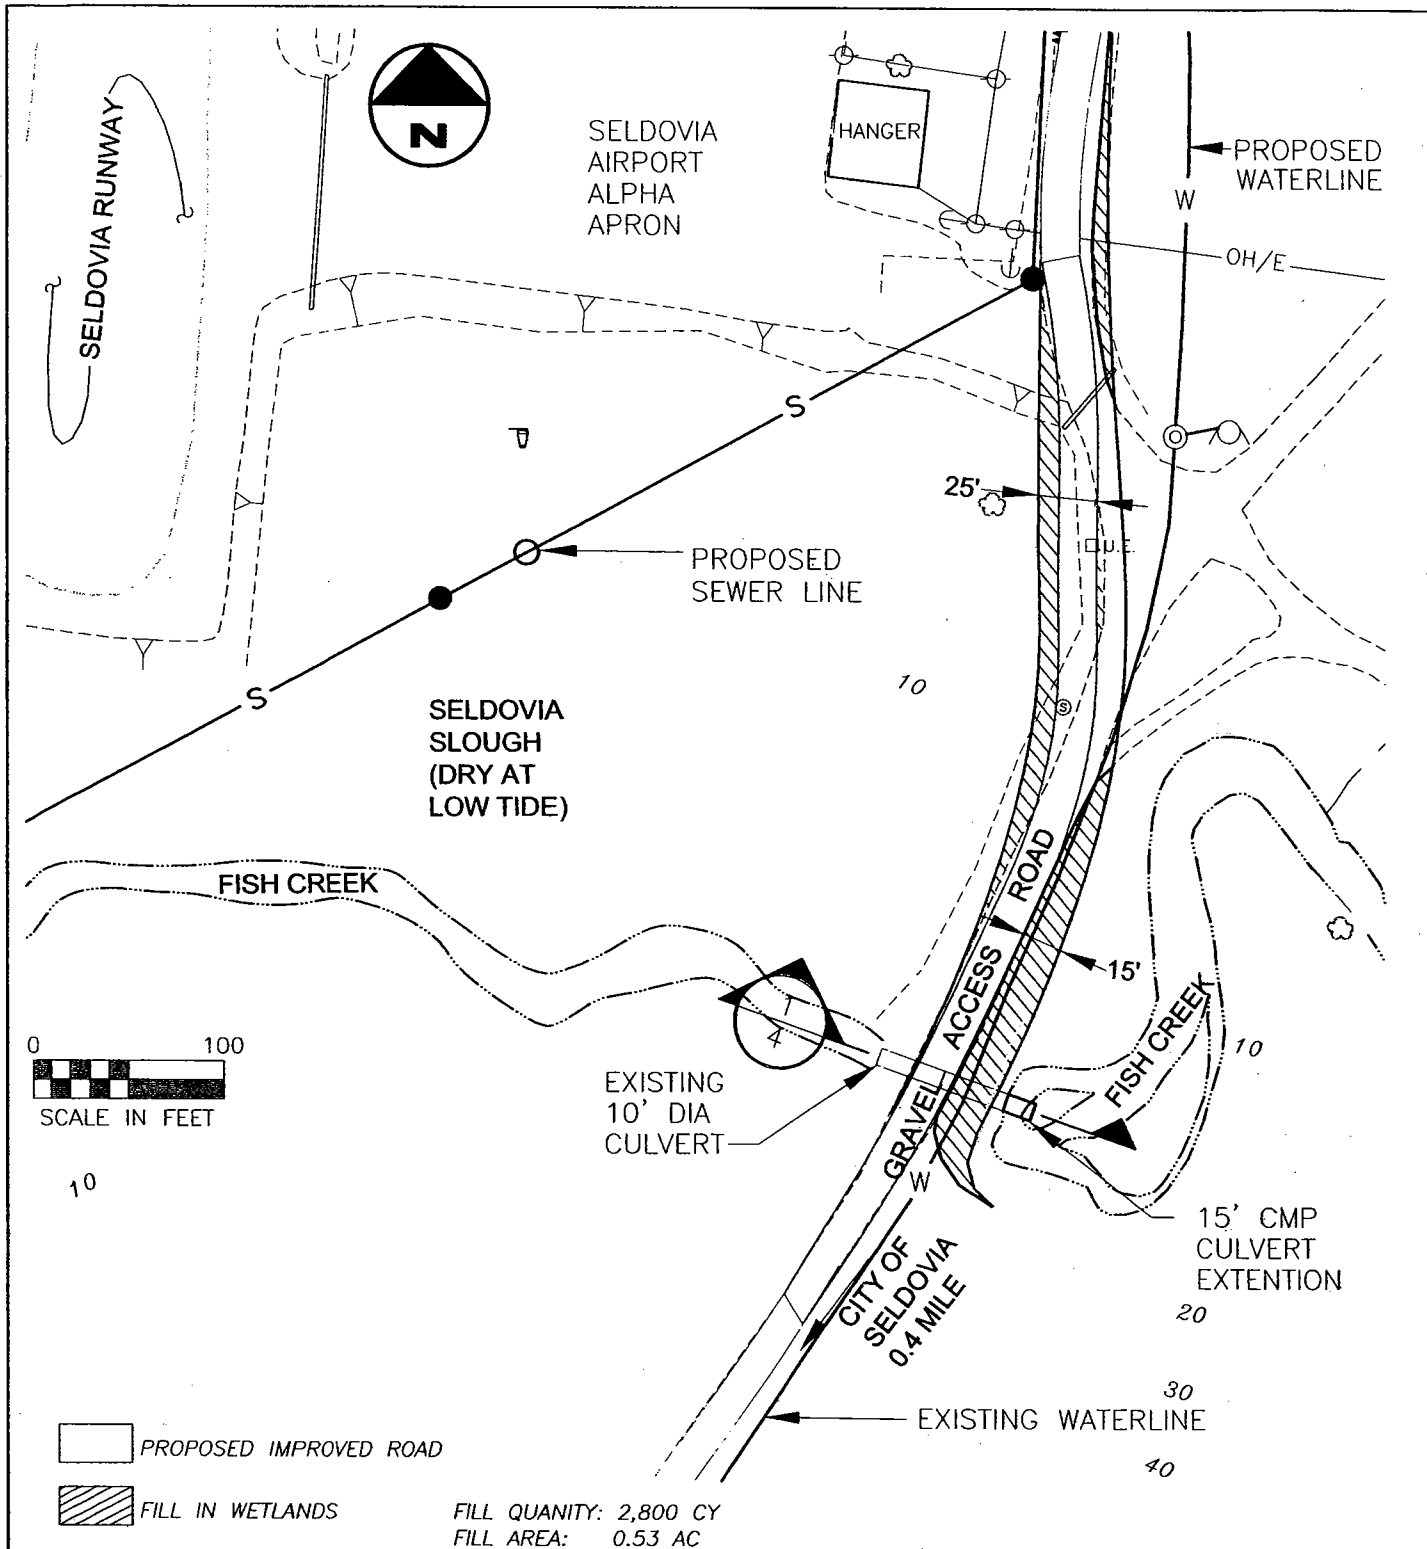 N
SELDOVIA RUNWAY
SELDOVIA
AIRPORT
ALPHA
APRON
HANGER
PROPOSED
WATERLINE
W
OH/E
S
25'
U.E.
PROPOSED
SEWER LINE
S
10
S
SELDOVIA
SLOUGH
(DRY AT
LOW TIDE)
FISH CREEK
GRAVEL ACCESS ROAD
15'
1
4
FISH CREEK
10
0 100
SCALE IN FEET
EXISTING
10' DIA
CULVERT
W
10
15' CMP
CULVERT
EXTENTION
CITY OF
SELDOVIA
0.4 MILE
20
30
EXISTING WATERLINE
40
PROPOSED IMPROVED ROAD
FILL IN WETLANDS
FILL QUANITY: 2,800 CY
FILL AREA: 0.53 AC